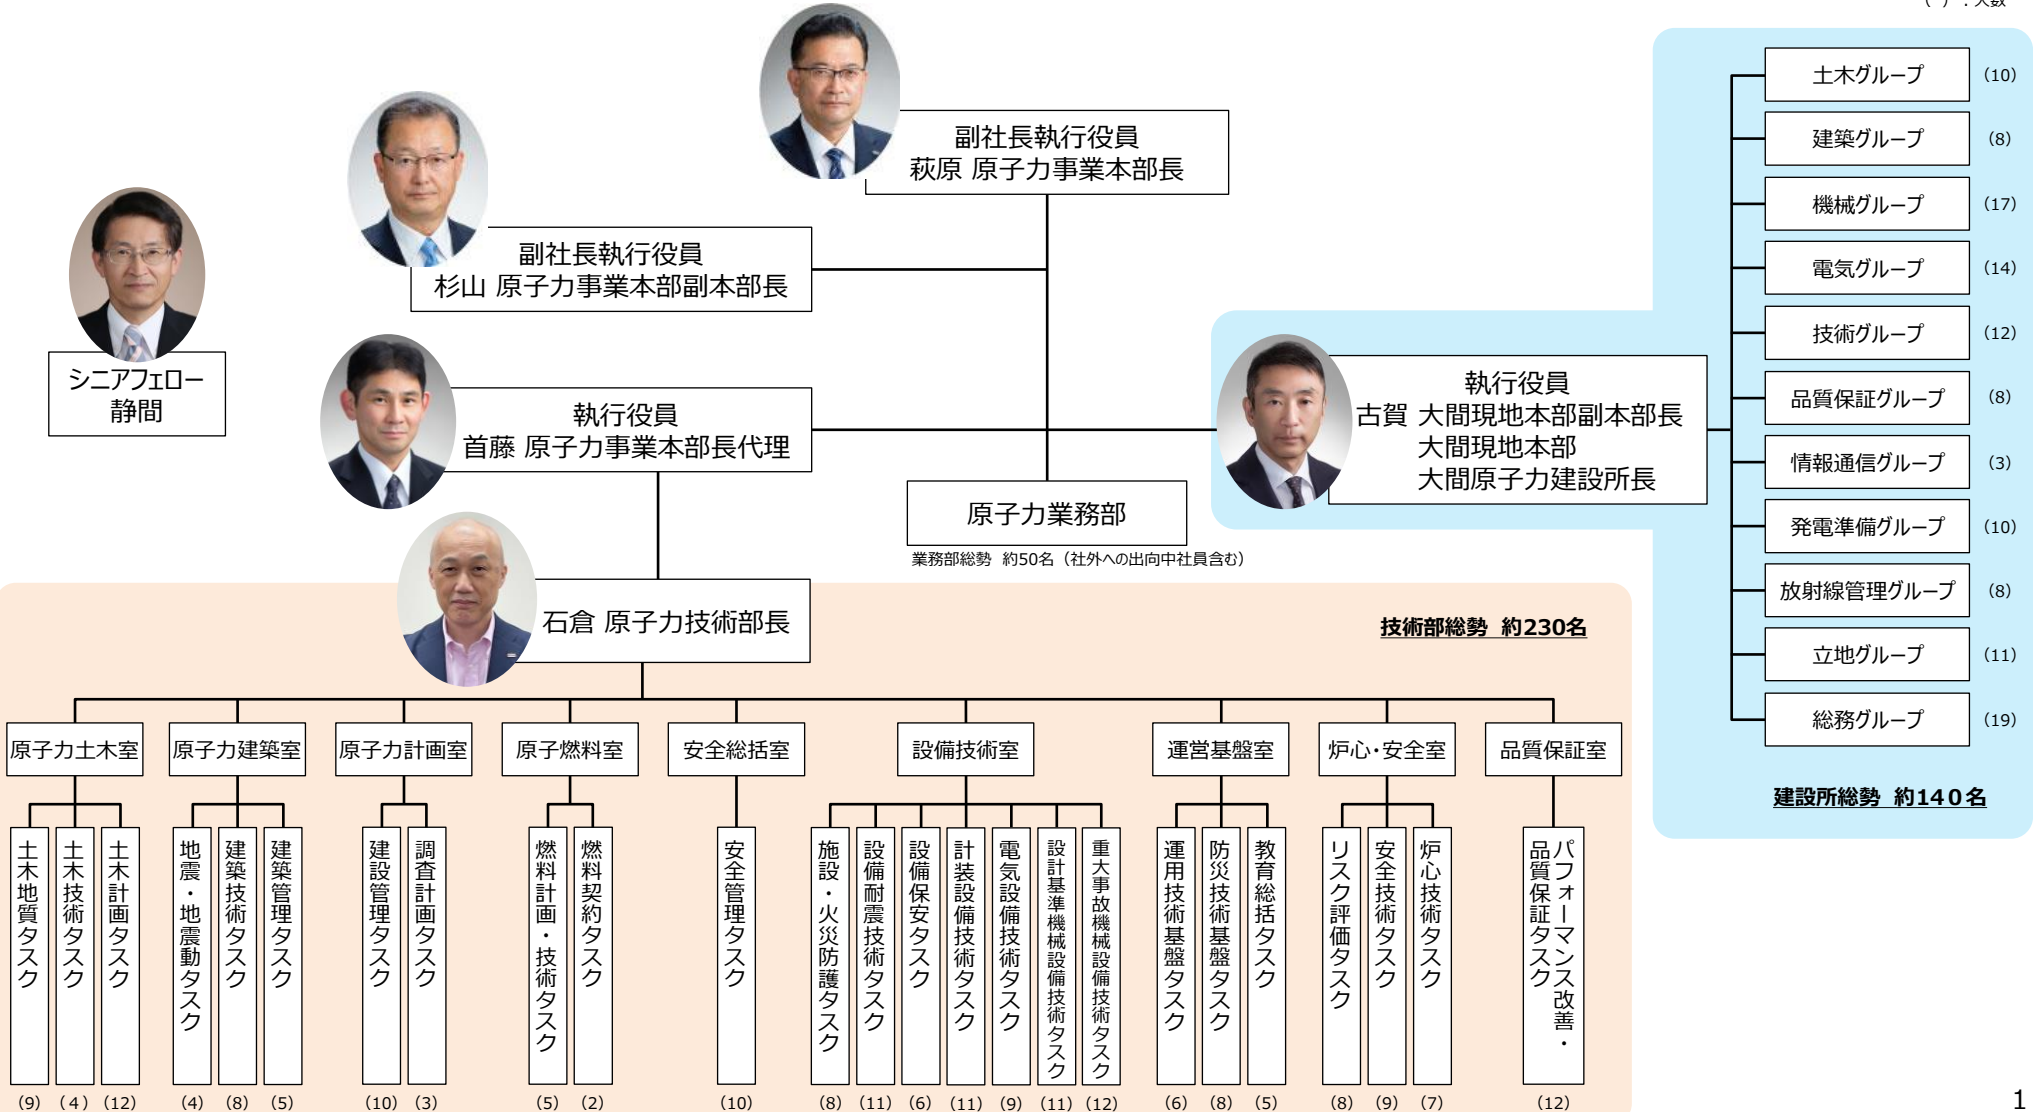 ( ) : 人数
副社長執行役員
萩原 原子力事業本部長
副社長執行役員
杉山 原子力事業本部副本部長
シニアフェロー
静間
執行役員
首藤 原子力事業本部長代理
執行役員
古賀 大間現地本部副本部長
大間現地本部
大間原子力建設所長
原子力業務部
業務部総勢 約50名（社外への出向中社員含む）
石倉 原子力技術部長
技術部総勢 約230名
土木グループ (10)
建築グループ (8)
機械グループ (17)
電気グループ (14)
技術グループ (12)
品質保証グループ (8)
情報通信グループ (3)
発電準備グループ (10)
放射線管理グループ (8)
立地グループ (11)
総務グループ (19)
建設所総勢 約140名
原子力土木室
土木地質タスク (9)
土木技術タスク (4)
土木計画タスク (12)
原子力建築室
地震・地震動タスク (4)
建築技術タスク (8)
建築管理タスク (5)
原子力計画室
建設管理タスク (10)
調査計画タスク (3)
原子燃料室
燃料計画・技術タスク (5)
燃料契約タスク (2)
安全総括室
安全管理タスク (10)
設備技術室
施設・火災防護タスク (8)
設備耐震技術タスク (11)
設備保安タスク (6)
計装設備技術タスク (11)
電気設備技術タスク (9)
設計基準機械設備技術タスク (11)
重大事故機械設備技術タスク (12)
運営基盤室
運用技術基盤タスク (6)
防災技術基盤タスク (8)
教育総括タスク (5)
炉心・安全室
リスク評価タスク (8)
安全技術タスク (9)
炉心技術タスク (7)
品質保証室
パフォーマンス改善・
品質保証タスク (12)
1